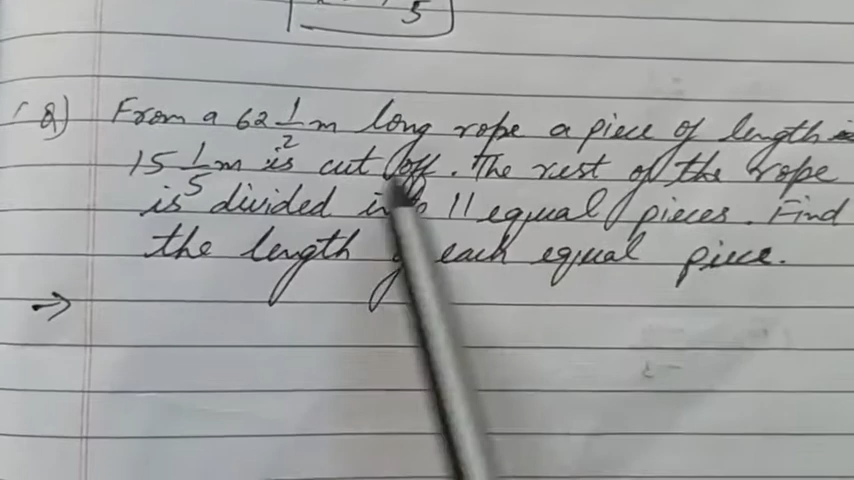 5
Q) From a 62 1/2 m long rope a piece of length
15 1/5 m is cut off. The rest of the rope
is divided into 11 equal pieces. Find
the length of each equal piece.
→